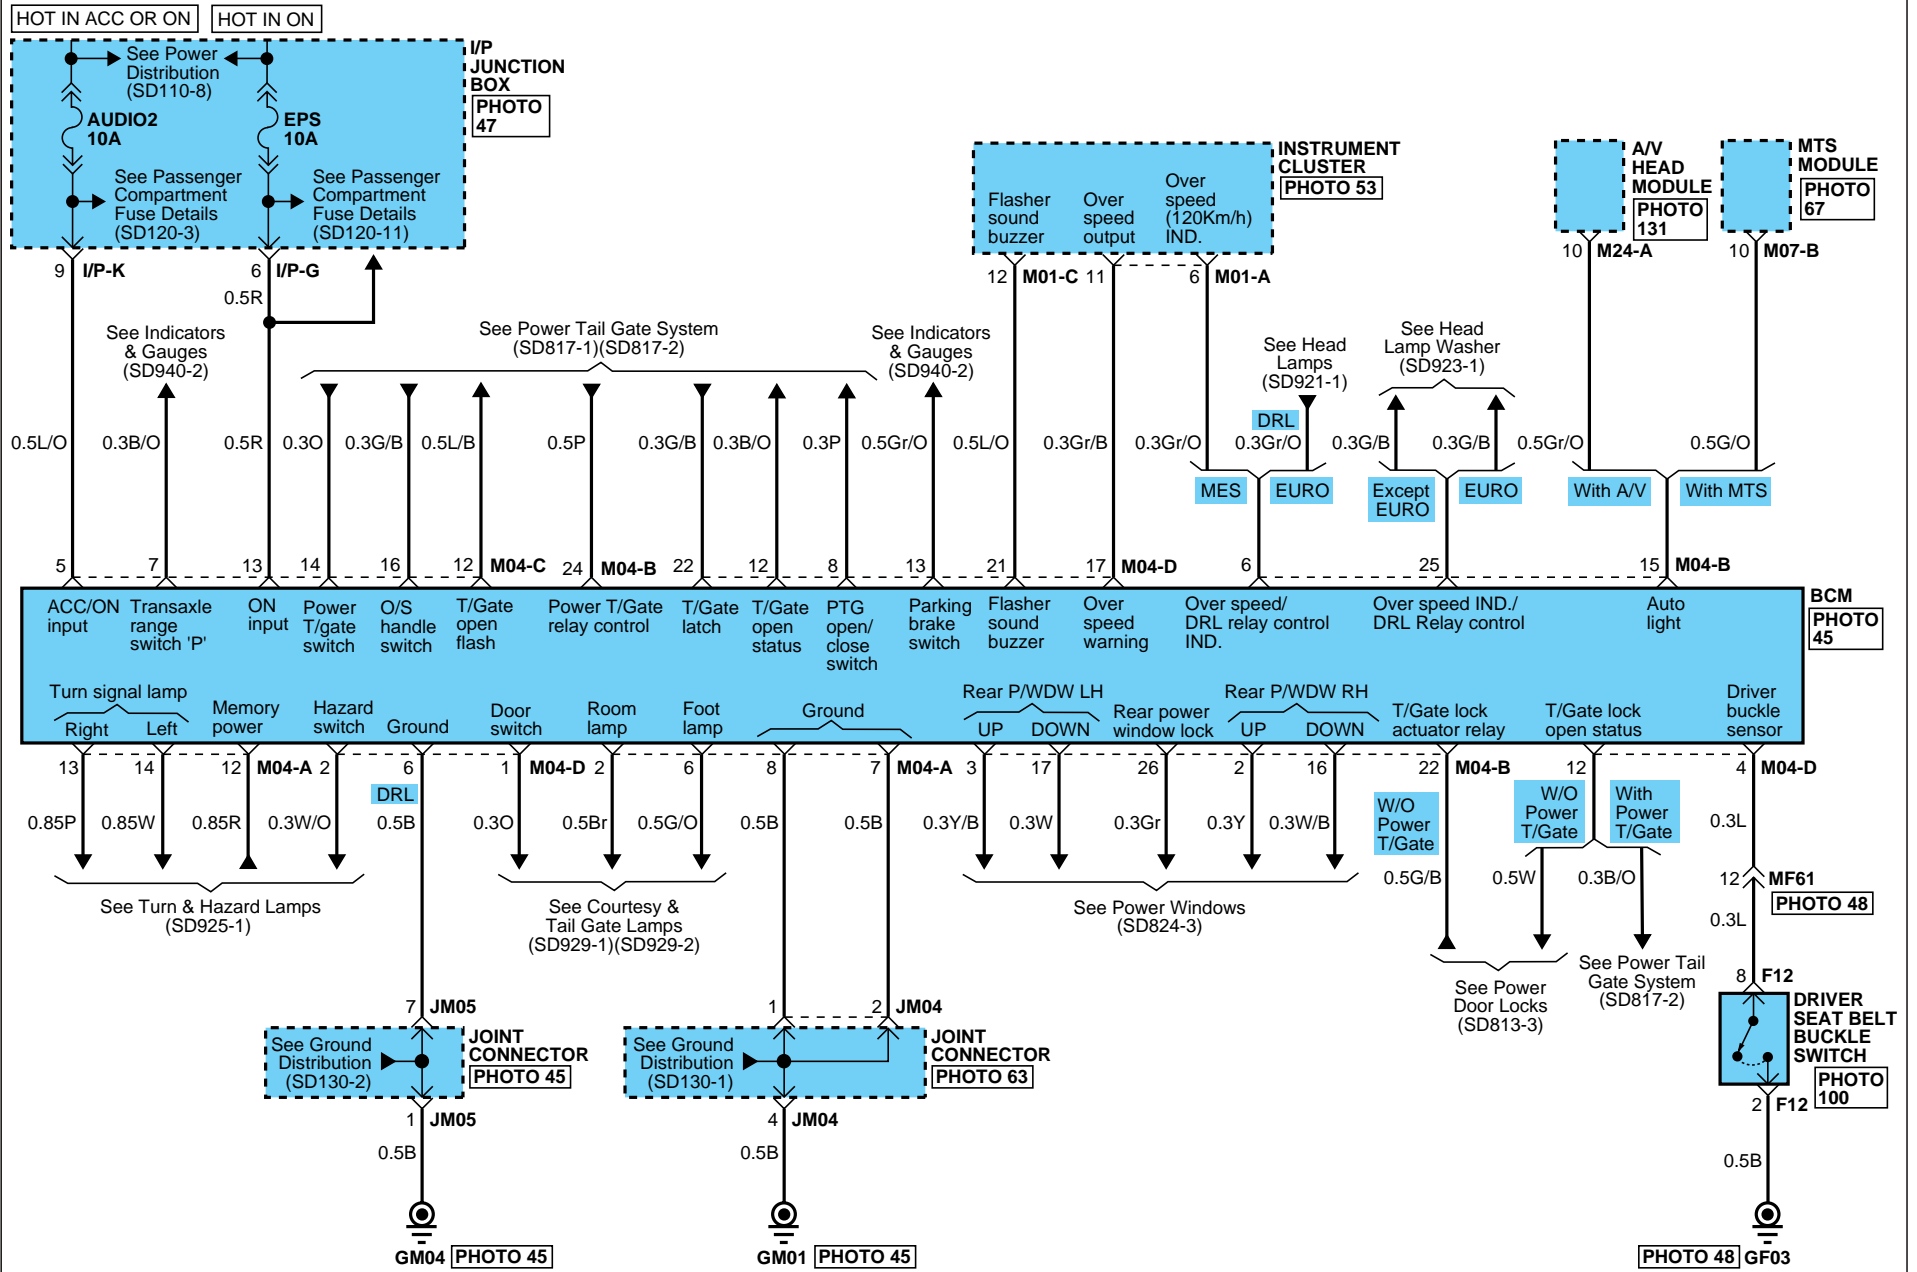 HOT IN ACC OR ON
HOT IN ON
I/P
JUNCTION
BOX
PHOTO
47
See Power
Distribution
(SD110-8)
AUDIO2
10A
EPS
10A
See Passenger
Compartment
Fuse Details
(SD120-3)
See Passenger
Compartment
Fuse Details
(SD120-11)
9 I/P-K
6 I/P-G
0.5R
INSTRUMENT
CLUSTER
PHOTO 53
Flasher
sound
buzzer
Over
speed
output
Over
speed
(120Km/h)
IND.
12 M01-C
11
6 M01-A
A/V
HEAD
MODULE
PHOTO
131
10 M24-A
MTS
MODULE
PHOTO
67
10 M07-B
See Indicators
& Gauges
(SD940-2)
See Power Tail Gate System
(SD817-1)(SD817-2)
See Indicators
& Gauges
(SD940-2)
See Head
Lamps
(SD921-1)
DRL
See Head
Lamp Washer
(SD923-1)
0.5L/O
0.3B/O
0.5R
0.3O
0.3G/B
0.5L/B
0.5P
0.3G/B
0.3B/O
0.3P
0.5Gr/O
0.5L/O
0.3Gr/B
0.3Gr/O
0.3Gr/O
0.3G/B
0.3G/B
0.5Gr/O
0.5G/O
MES
EURO
Except
EURO
EURO
With A/V
With MTS
5
7
13
14
16
12 M04-C
24 M04-B
22
12
8
13
21
17 M04-D
6
25
15 M04-B
BCM
PHOTO
45
ACC/ON
input
Transaxle
range
switch 'P'
ON
input
Power
T/gate
switch
O/S
handle
switch
T/Gate
open
flash
Power T/Gate
relay control
T/Gate
latch
T/Gate
open
status
PTG
open/
close
switch
Parking
brake
switch
Flasher
sound
buzzer
Over
speed
warning
Over speed/
DRL relay control
IND.
Over speed IND./
DRL Relay control
Auto
light
Turn signal lamp
Right
Left
Memory
power
Hazard
switch
Ground
Door
switch
Room
lamp
Foot
lamp
Ground
Rear P/WDW LH
UP
DOWN
Rear power
window lock
Rear P/WDW RH
UP
DOWN
T/Gate lock
actuator relay
T/Gate lock
open status
Driver
buckle
sensor
13
14
12 M04-A
2
6
1 M04-D
2
6
8
7 M04-A
3
17
26
2
16
22 M04-B
12
4 M04-D
DRL
W/O
Power
T/Gate
W/O
Power
T/Gate
With
Power
T/Gate
0.85P
0.85W
0.85R
0.3W/O
0.5B
0.3O
0.5Br
0.5G/O
0.5B
0.5B
0.3Y/B
0.3W
0.3Gr
0.3Y
0.3W/B
0.3L
0.5G/B
0.5W
0.3B/O
12 MF61
PHOTO 48
0.3L
See Turn & Hazard Lamps
(SD925-1)
See Courtesy &
Tail Gate Lamps
(SD929-1)(SD929-2)
See Power Windows
(SD824-3)
See Power
Door Locks
(SD813-3)
See Power Tail
Gate System
(SD817-2)
8 F12
DRIVER
SEAT BELT
BUCKLE
SWITCH
PHOTO
100
2 F12
0.5B
7 JM05
JOINT
CONNECTOR
PHOTO 45
See Ground
Distribution
(SD130-2)
1 JM05
0.5B
1
2 JM04
JOINT
CONNECTOR
PHOTO 63
See Ground
Distribution
(SD130-1)
4 JM04
0.5B
GM04 PHOTO 45
GM01 PHOTO 45
PHOTO 48 GF03